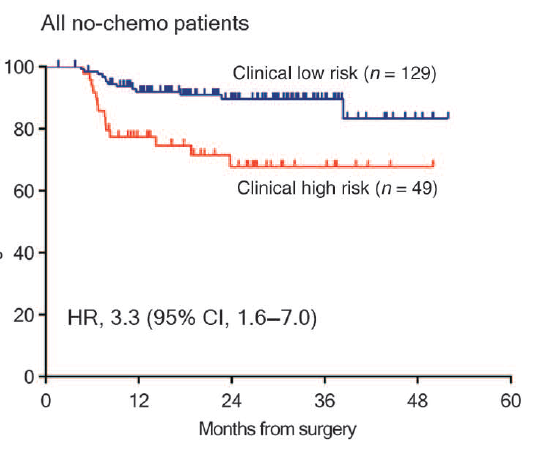 All no-chemo patients
100
Clinical low risk (n = 129)
80
60
Clinical high risk (n = 49)
40
20
HR, 3.3 (95% CI, 1.6–7.0)
0
0 12 24 36 48 60
Months from surgery